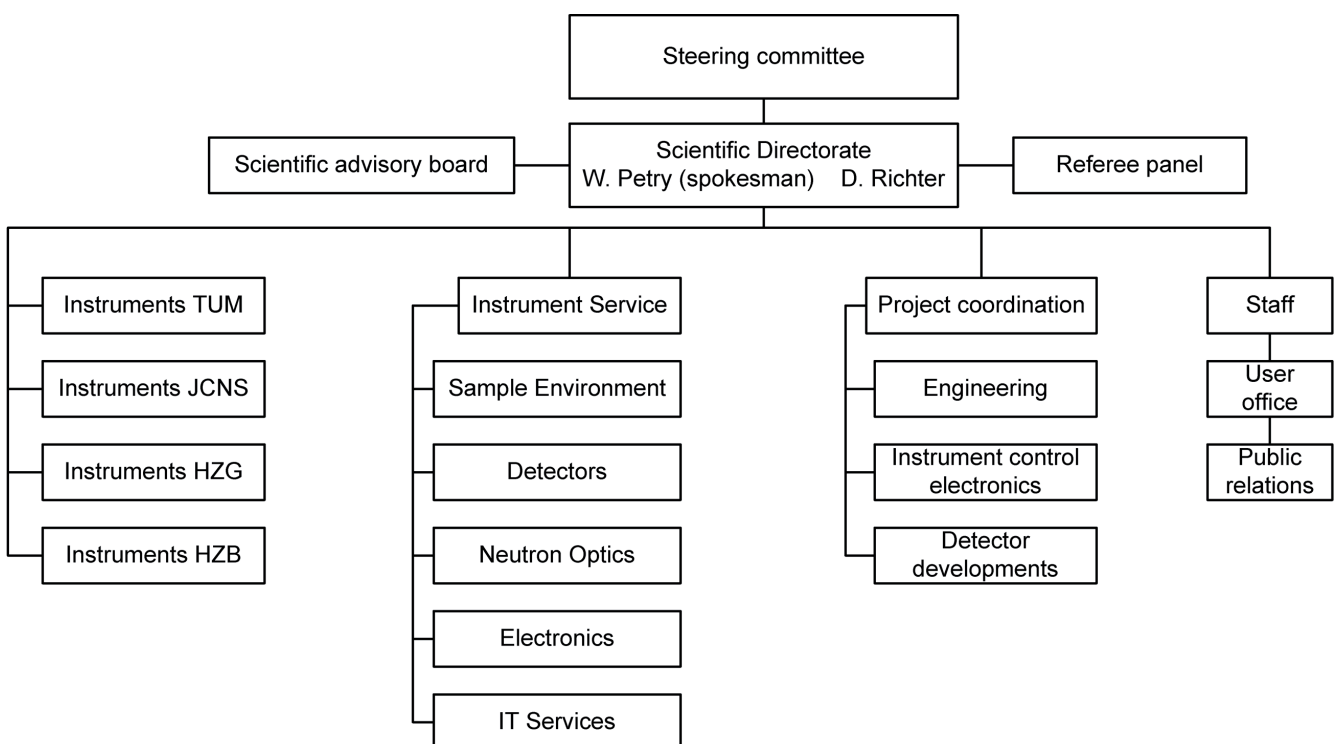 Steering committee
Scientific advisory board
Scientific Directorate
W. Petry (spokesman) D. Richter
Referee panel
Instruments TUM
Instruments JCNS
Instruments HZG
Instruments HZB
Instrument Service
Sample Environment
Detectors
Neutron Optics
Electronics
IT Services
Project coordination
Engineering
Instrument control
electronics
Detector
developments
Staff
User
office
Public
relations